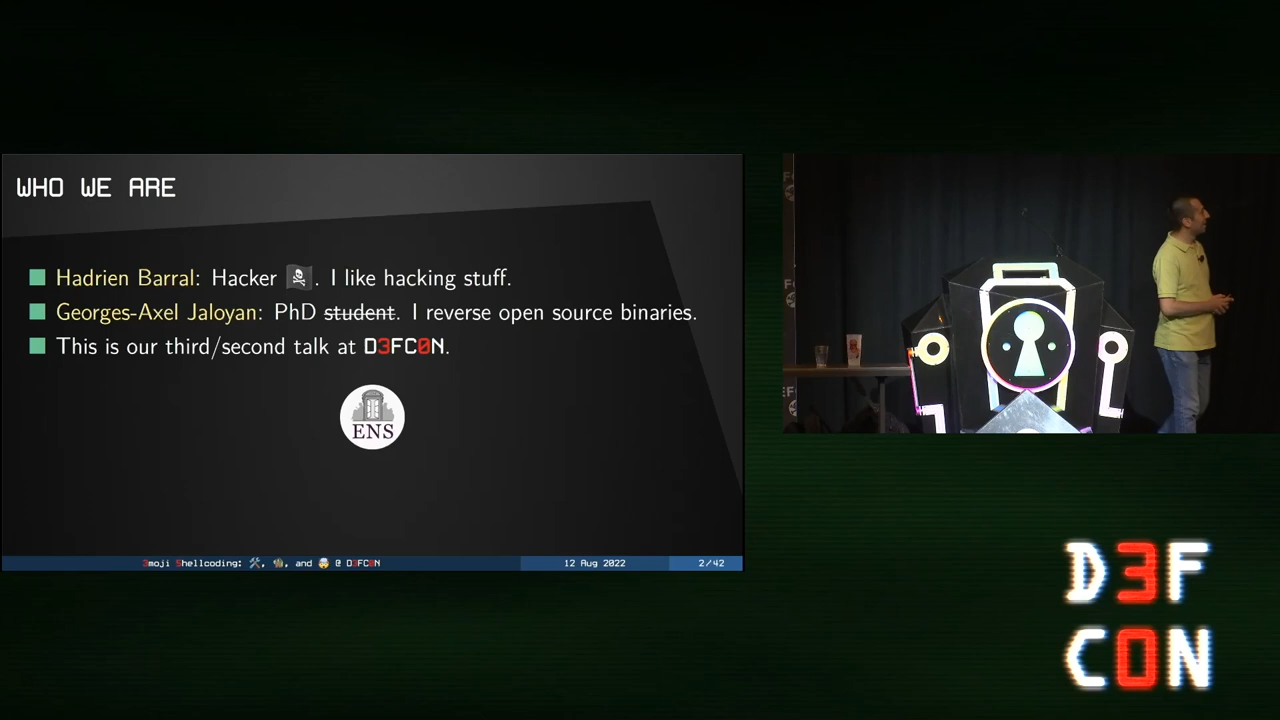 WHO WE ARE
Hadrien Barral: Hacker 🏴‍☠️. I like hacking stuff.
Georges-Axel Jaloyan: PhD student. I reverse open source binaries.
This is our third/second talk at D3FC0N.
ENS
3moji Shellcoding: 🛠️, 🧌, and 🤯 @ D3FC0N
12 Aug 2022
2/42
D3F
C0N